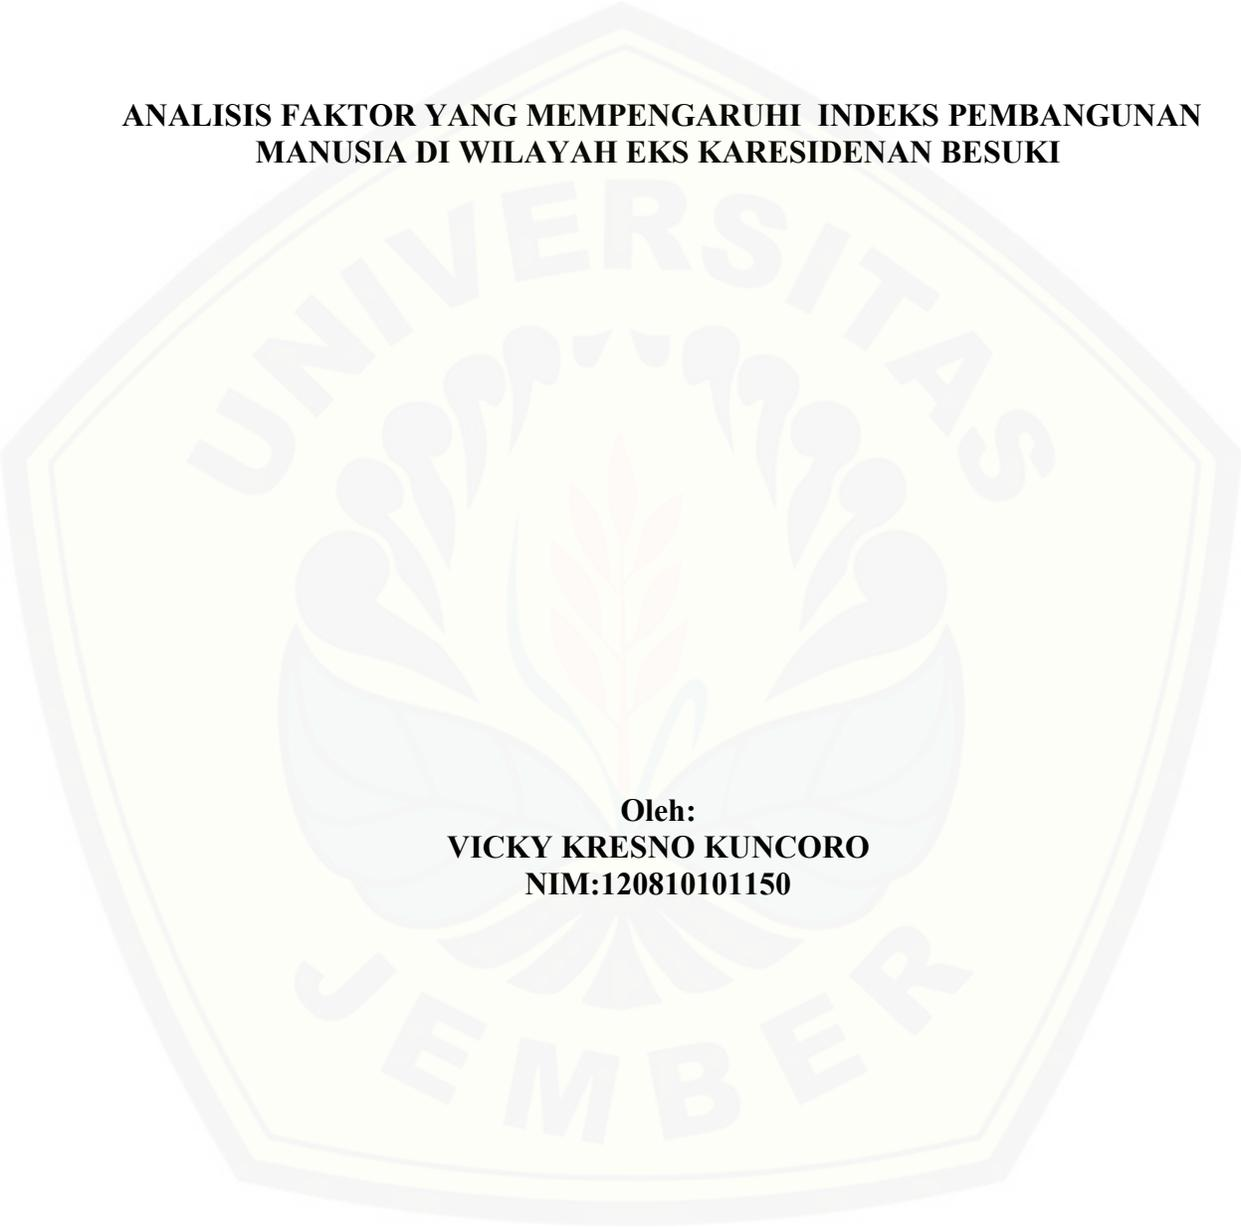 ANALISIS FAKTOR YANG MEMPENGARUHI INDEKS PEMBANGUNAN
MANUSIA DI WILAYAH EKS KARESIDENAN BESUKI
UNIVERSITAS
Oleh:
VICKY KRESNO KUNCORO
NIM:120810101150
JEMBER